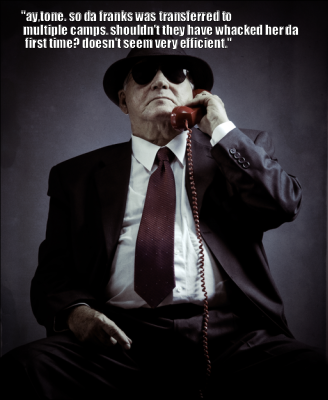 "ay,tone. so da franks was transferred to
multiple camps. shouldn't they have whacked her da
first time? doesn't seem very efficient."